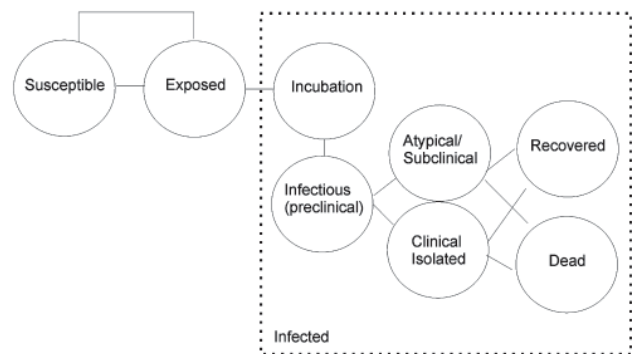 Susceptible
Exposed
Incubation
Atypical/
Subclinical
Recovered
Infectious
(preclinical)
Clinical
Isolated
Dead
Infected